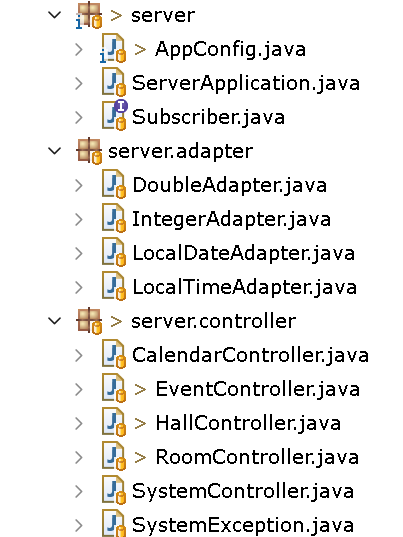 > server
> AppConfig.java
ServerApplication.java
Subscriber.java
server.adapter
DoubleAdapter.java
IntegerAdapter.java
LocalDateAdapter.java
LocalTimeAdapter.java
> server.controller
CalendarController.java
> EventController.java
> HallController.java
> RoomController.java
SystemController.java
SystemException.java